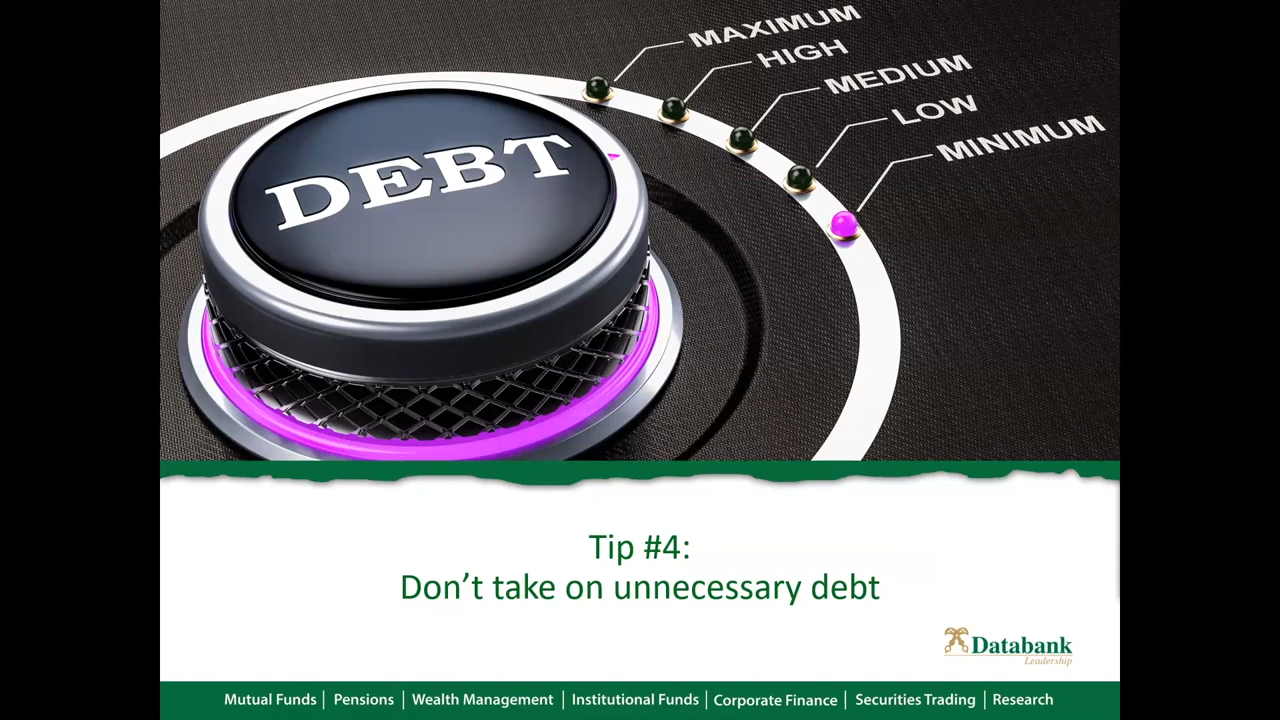 MAXIMUM
HIGH
MEDIUM
LOW
MINIMUM
DEBT
Tip #4:
Don’t take on unnecessary debt
Databank
Leadership
Mutual Funds | Pensions | Wealth Management | Institutional Funds | Corporate Finance | Securities Trading | Research